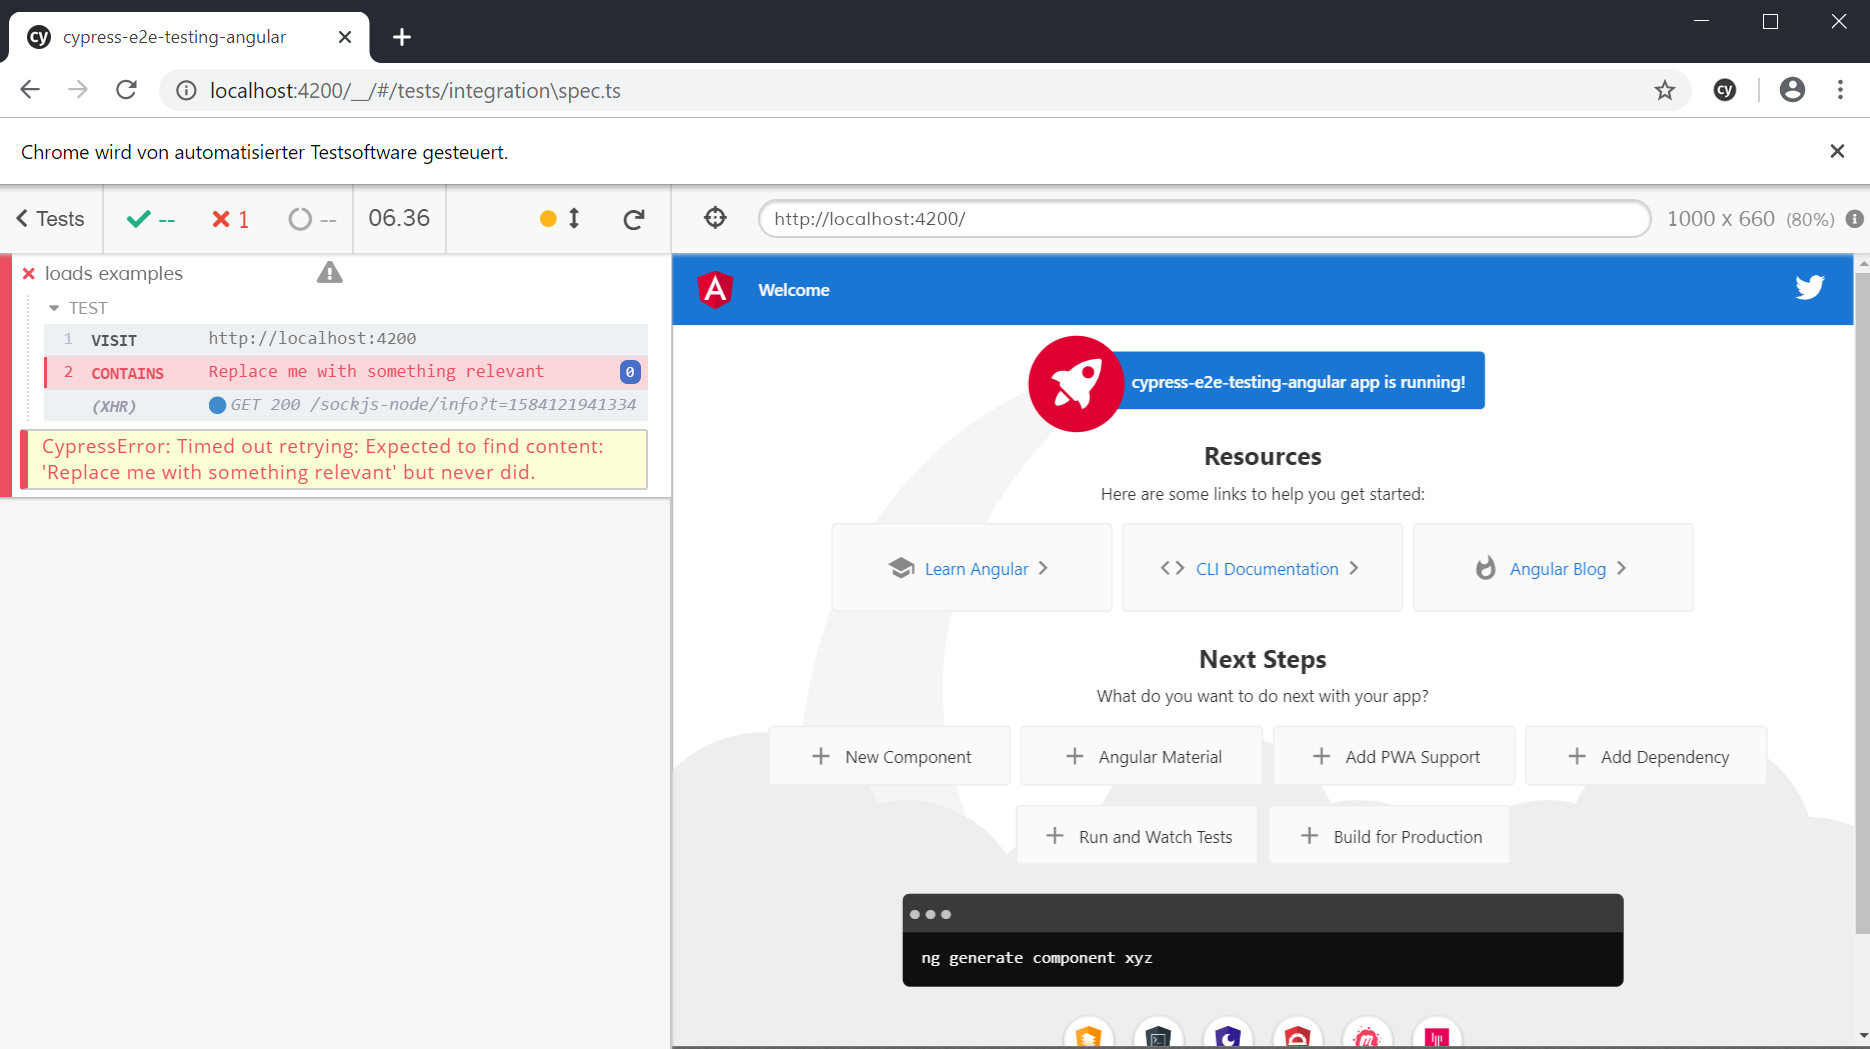 cy cypress-e2e-testing-angular
localhost:4200/__/#/tests/integration\spec.ts
cy
Chrome wird von automatisierter Testsoftware gesteuert.
Tests
--
1
--
06.36
http://localhost:4200/
1000 x 660 (80%)
loads examples
TEST
1 VISIT http://localhost:4200
2 CONTAINS Replace me with something relevant 0
(XHR) GET 200 /sockjs-node/info?t=1584121941334
CypressError: Timed out retrying: Expected to find content:
'Replace me with something relevant' but never did.
A Welcome
cypress-e2e-testing-angular app is running!
Resources
Here are some links to help you get started:
Learn Angular
CLI Documentation
Angular Blog
Next Steps
What do you want to do next with your app?
New Component
Angular Material
Add PWA Support
Add Dependency
Run and Watch Tests
Build for Production
ng generate component xyz